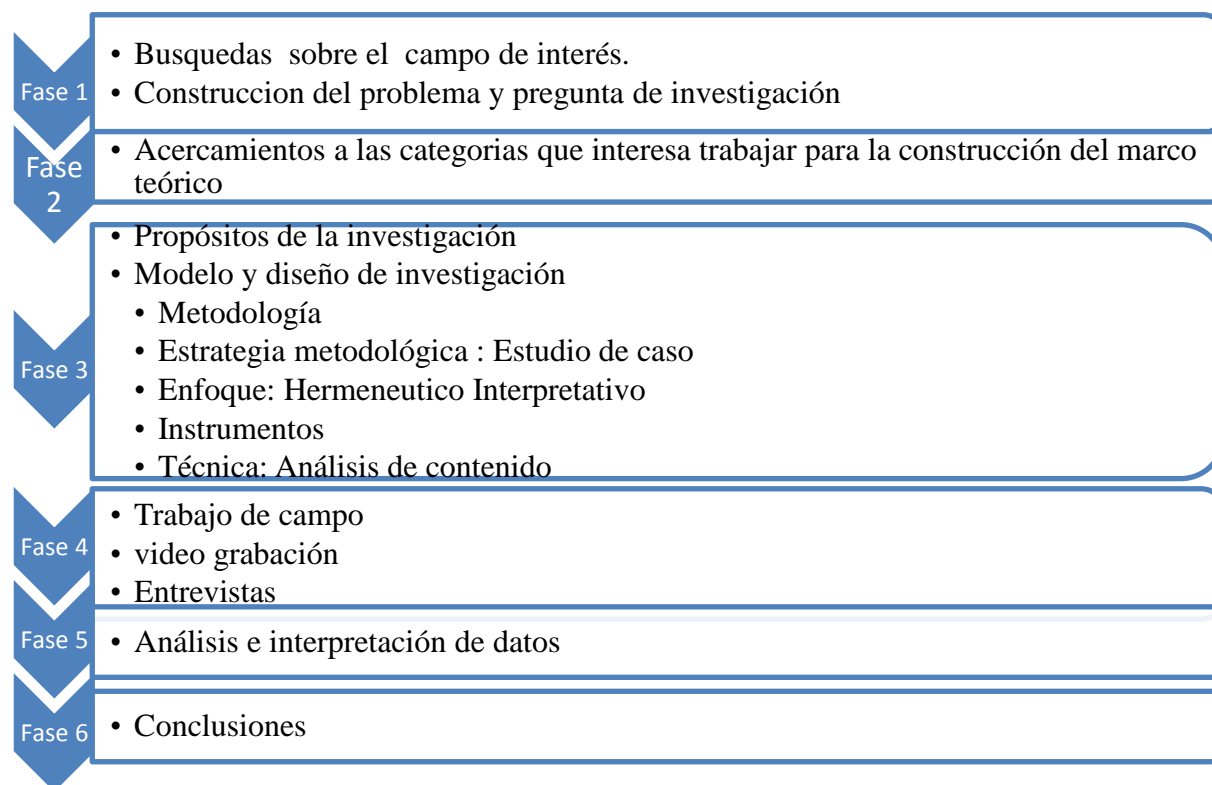 Fase 1
• Busquedas sobre el campo de interés.
• Construccion del problema y pregunta de investigación
Fase
2
• Acercamientos a las categorias que interesa trabajar para la construcción del marco
teórico
Fase 3
• Propósitos de la investigación
• Modelo y diseño de investigación
• Metodología
• Estrategia metodológica : Estudio de caso
• Enfoque: Hermeneutico Interpretativo
• Instrumentos
• Técnica: Análisis de contenido
Fase 4
• Trabajo de campo
• video grabación
• Entrevistas
Fase 5
• Análisis e interpretación de datos
Fase 6
• Conclusiones